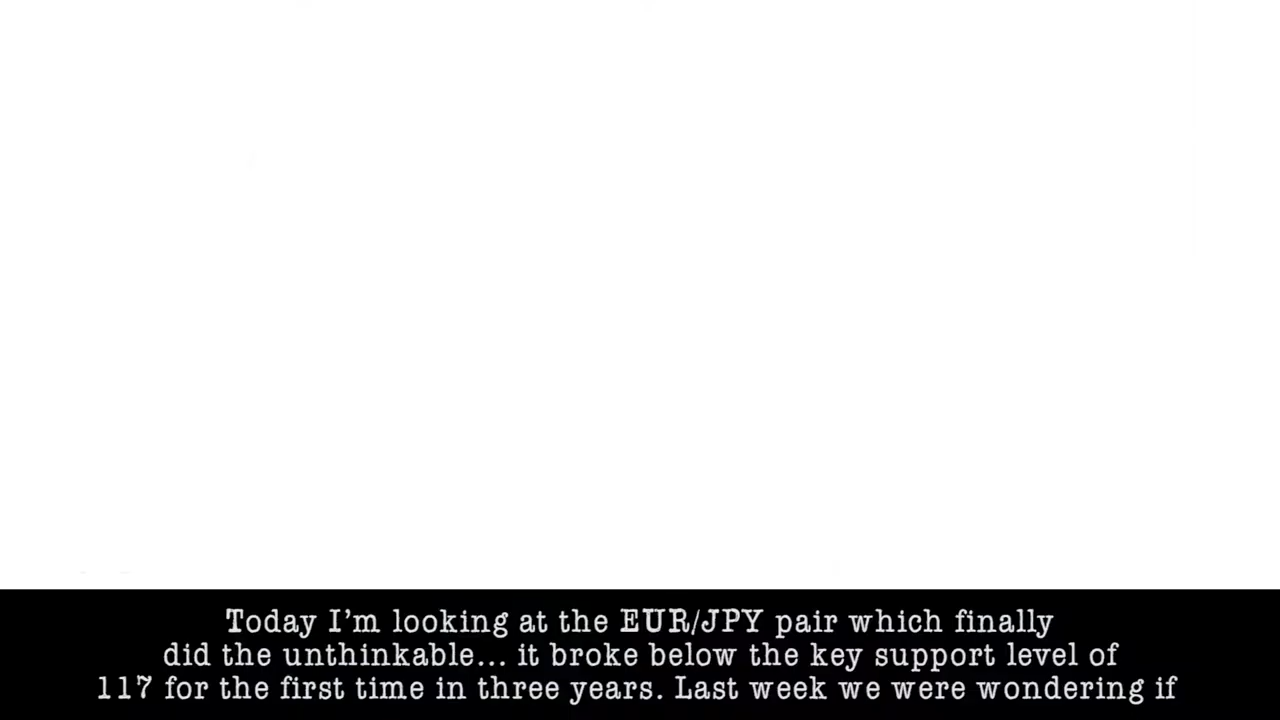 Today I'm looking at the EUR/JPY pair which finally
did the unthinkable... it broke below the key support level of
117 for the first time in three years. Last week we were wondering if